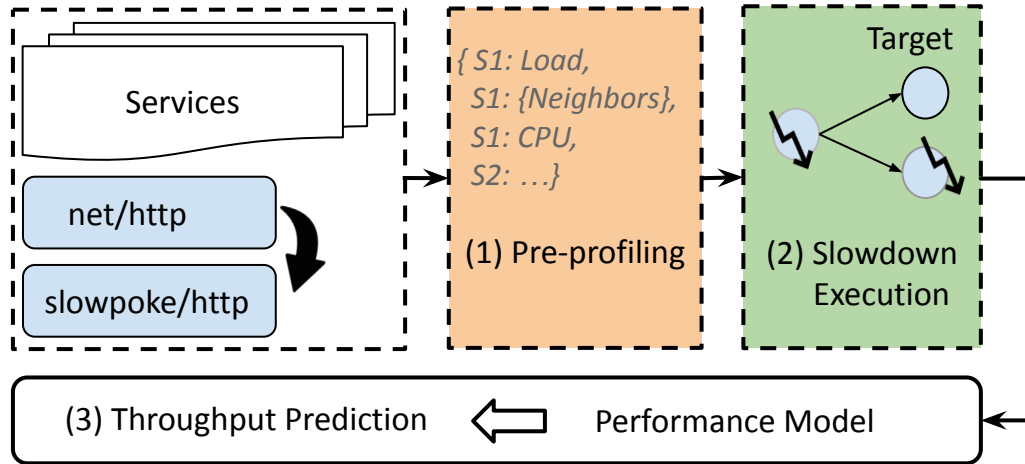 Services
net/http
slowpoke/http
{ S1: Load,
S1: {Neighbors},
S1: CPU,
S2: …}
(1) Pre-profiling
Target
(2) Slowdown
Execution
(3) Throughput Prediction
Performance Model